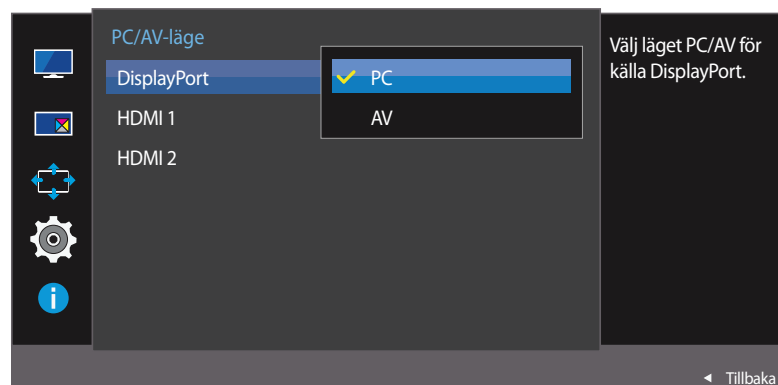 PC/AV-läge
DisplayPort
PC
HDMI 1
AV
HDMI 2
Välj läget PC/AV för
källa DisplayPort.
Tillbaka